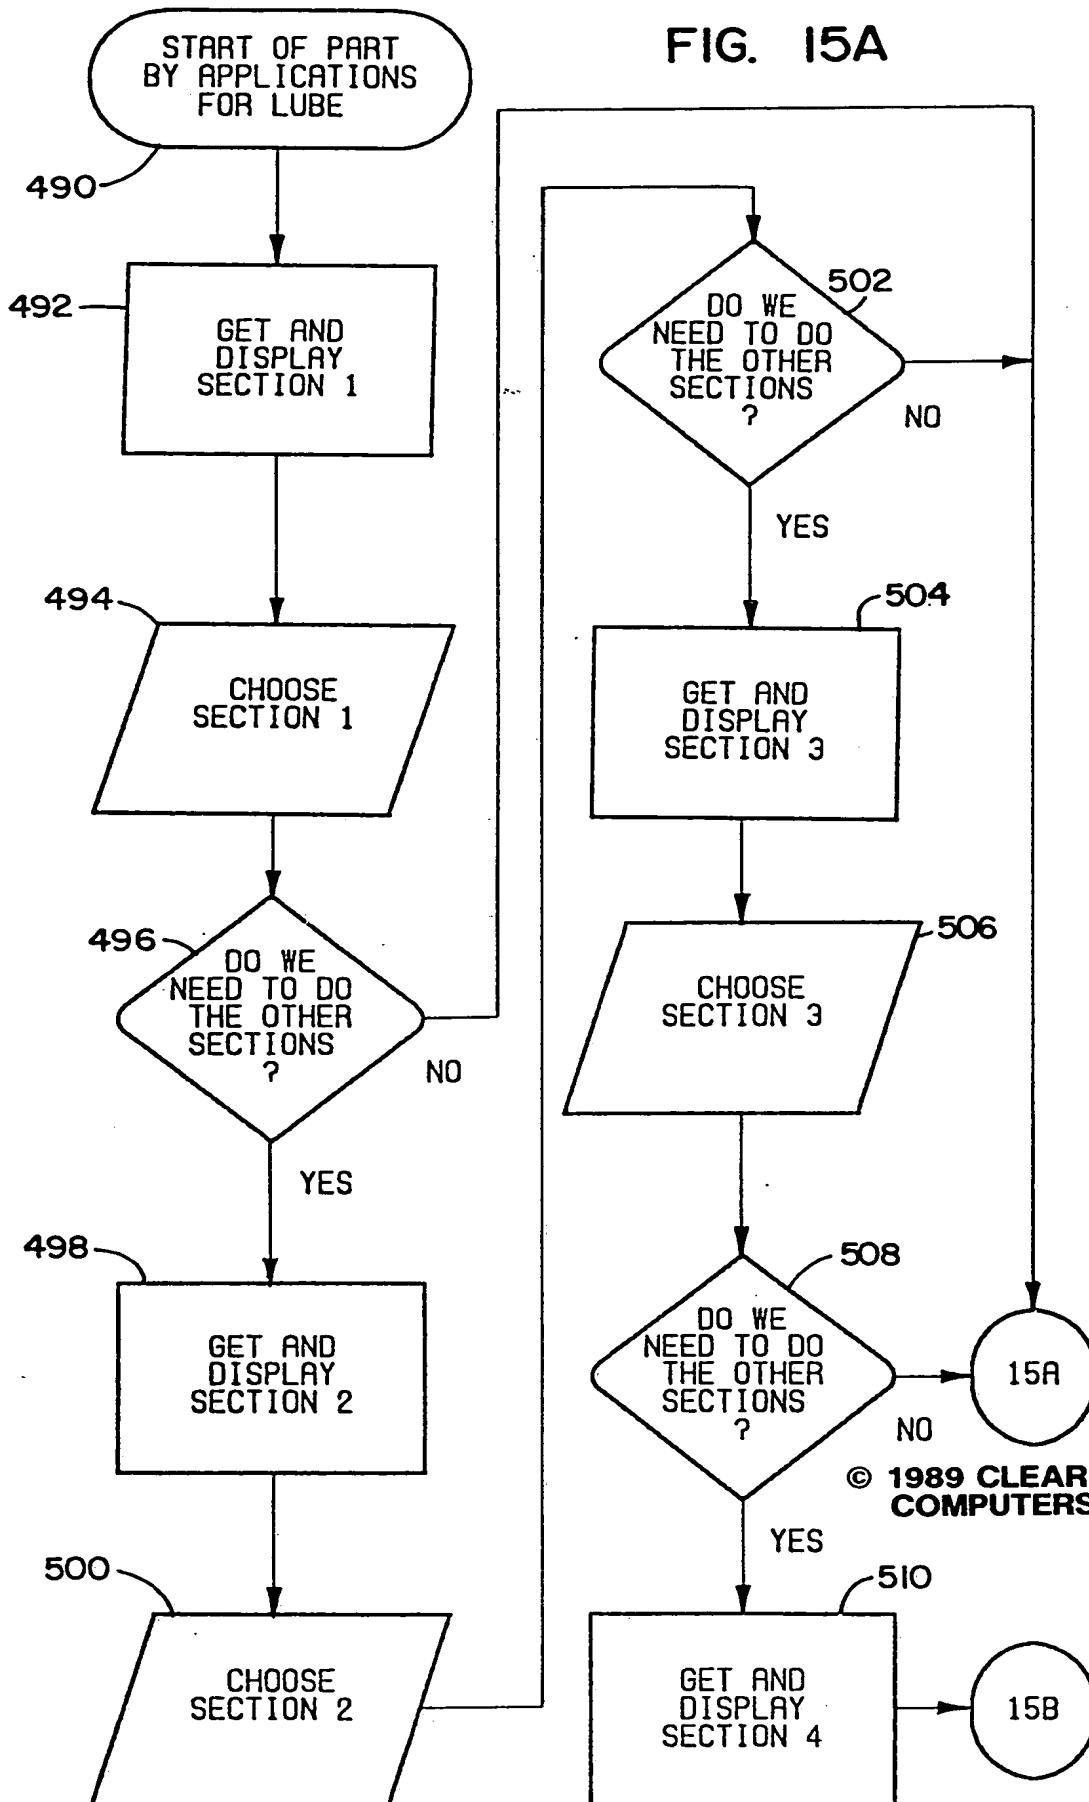 FIG. 15A
START OF PART
BY APPLICATIONS
FOR LUBE
490
492
GET AND
DISPLAY
SECTION 1
494
CHOOSE
SECTION 1
496
DO WE
NEED TO DO
THE OTHER
SECTIONS
?
NO
YES
498
GET AND
DISPLAY
SECTION 2
500
CHOOSE
SECTION 2
502
DO WE
NEED TO DO
THE OTHER
SECTIONS
?
NO
YES
504
GET AND
DISPLAY
SECTION 3
506
CHOOSE
SECTION 3
508
DO WE
NEED TO DO
THE OTHER
SECTIONS
?
NO
15A
© 1989 CLEAR
COMPUTERS
YES
510
GET AND
DISPLAY
SECTION 4
15B